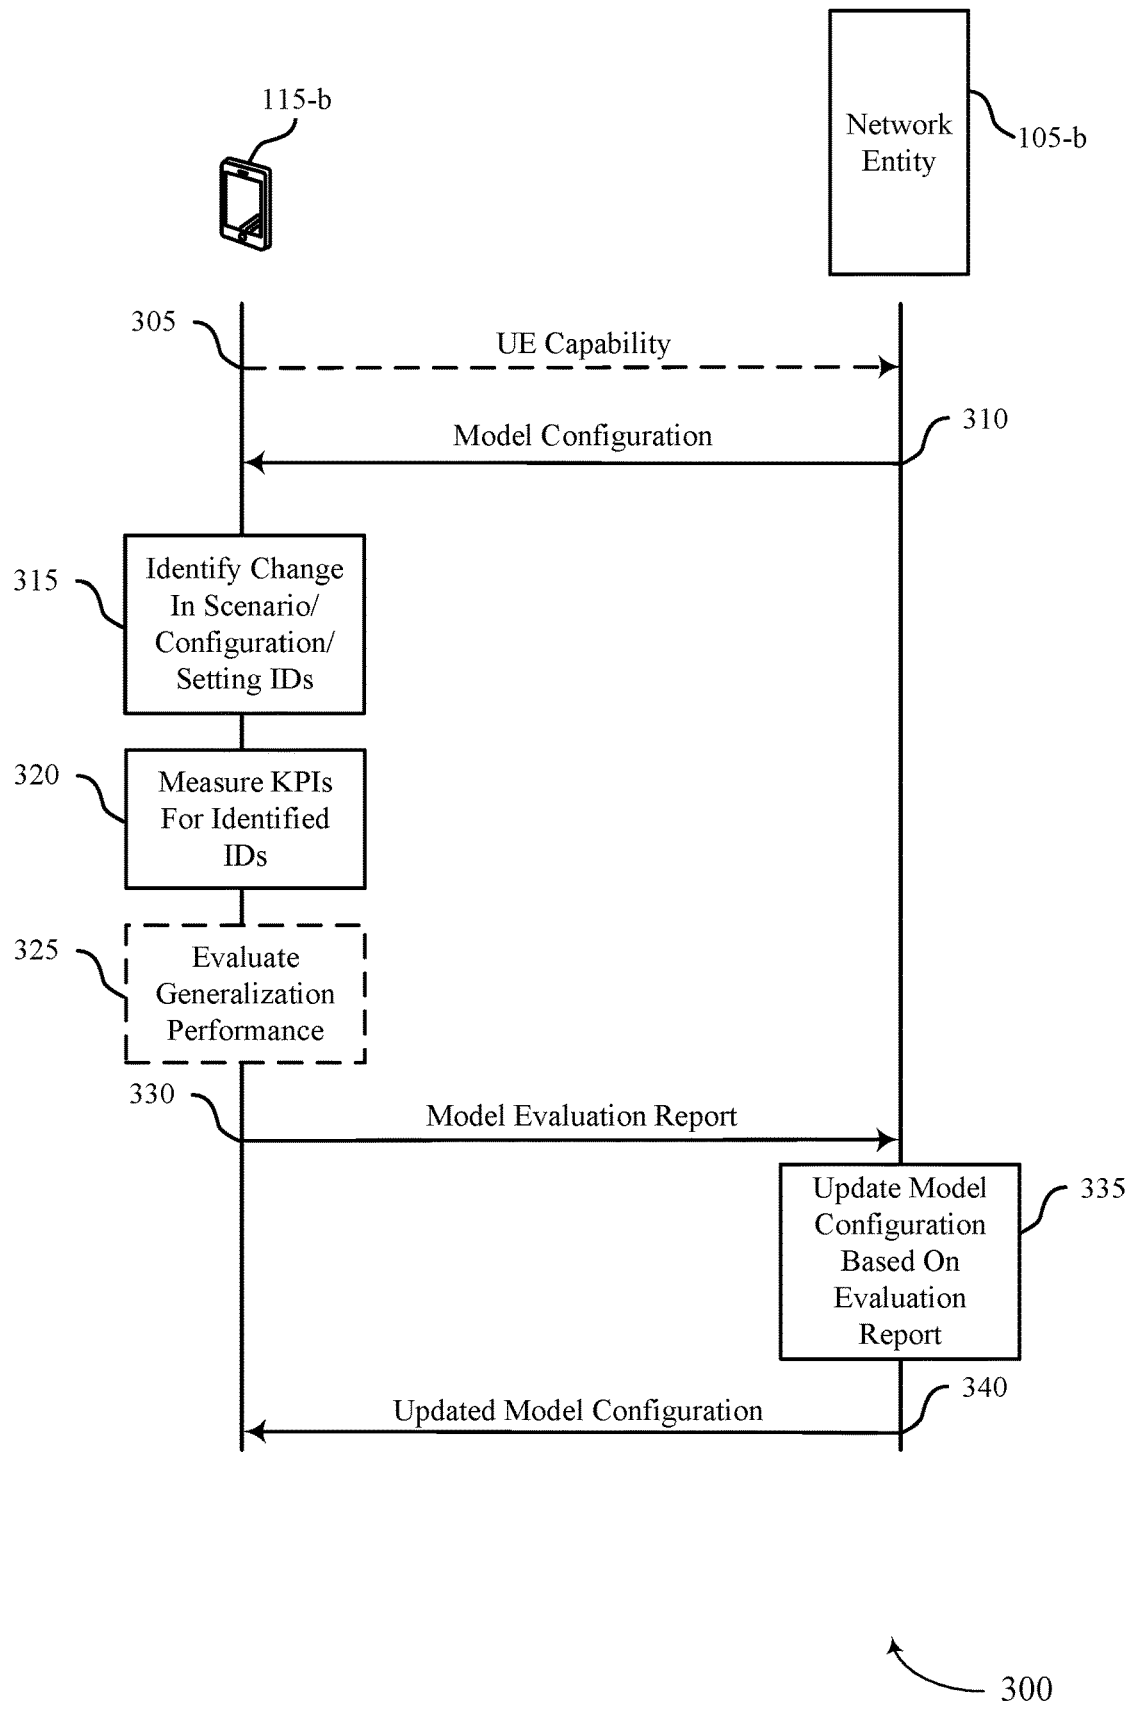 115-b
Network
Entity
105-b
305
UE Capability
Model Configuration
310
315
Identify Change
In Scenario/
Configuration/
Setting IDs
320
Measure KPIs
For Identified
IDs
325
Evaluate
Generalization
Performance
330
Model Evaluation Report
Update Model
Configuration
Based On
Evaluation
Report
335
Updated Model Configuration
340
300